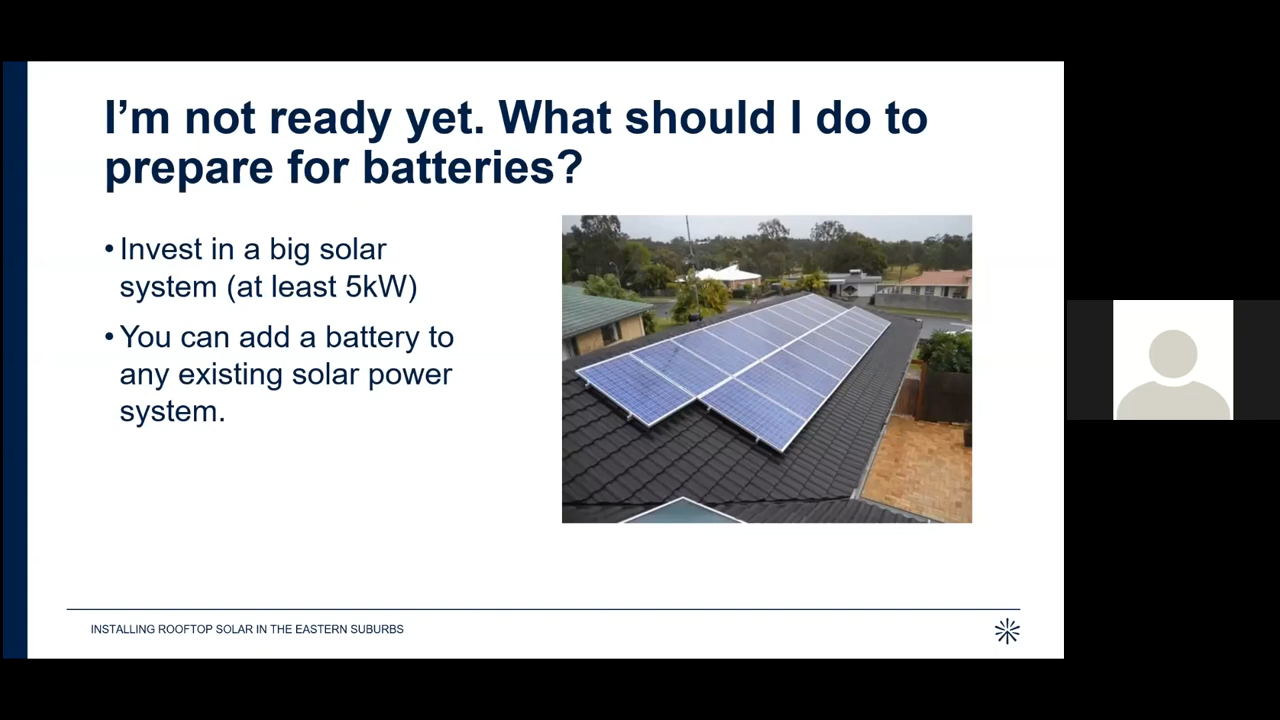 I’m not ready yet. What should I do to
prepare for batteries?
• Invest in a big solar
system (at least 5kW)
• You can add a battery to
any existing solar power
system.
INSTALLING ROOFTOP SOLAR IN THE EASTERN SUBURBS